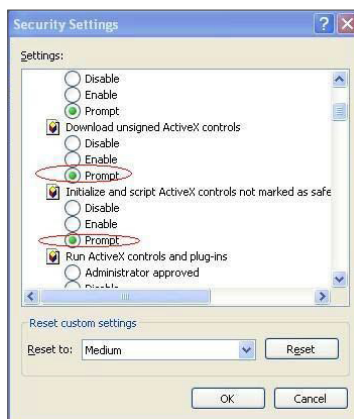 Security Settings
Settings:
Disable
Enable
Prompt
Download unsigned ActiveX controls
Disable
Enable
Prompt
Initialize and script ActiveX controls not marked as safe
Disable
Enable
Prompt
Run ActiveX controls and plug-ins
Administrator approved
Disable
Reset custom settings
Reset to: Medium Reset
OK Cancel